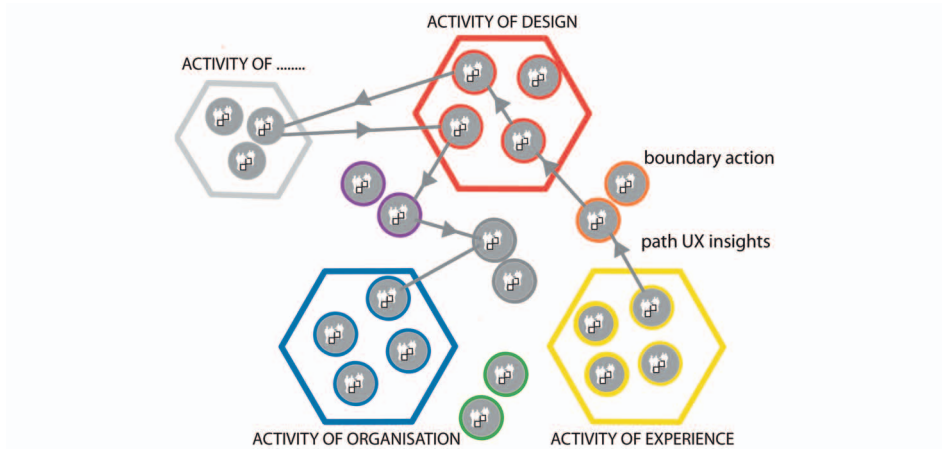 ACTIVITY OF DESIGN
ACTIVITY OF ........
boundary action
path UX insights
ACTIVITY OF ORGANISATION
ACTIVITY OF EXPERIENCE